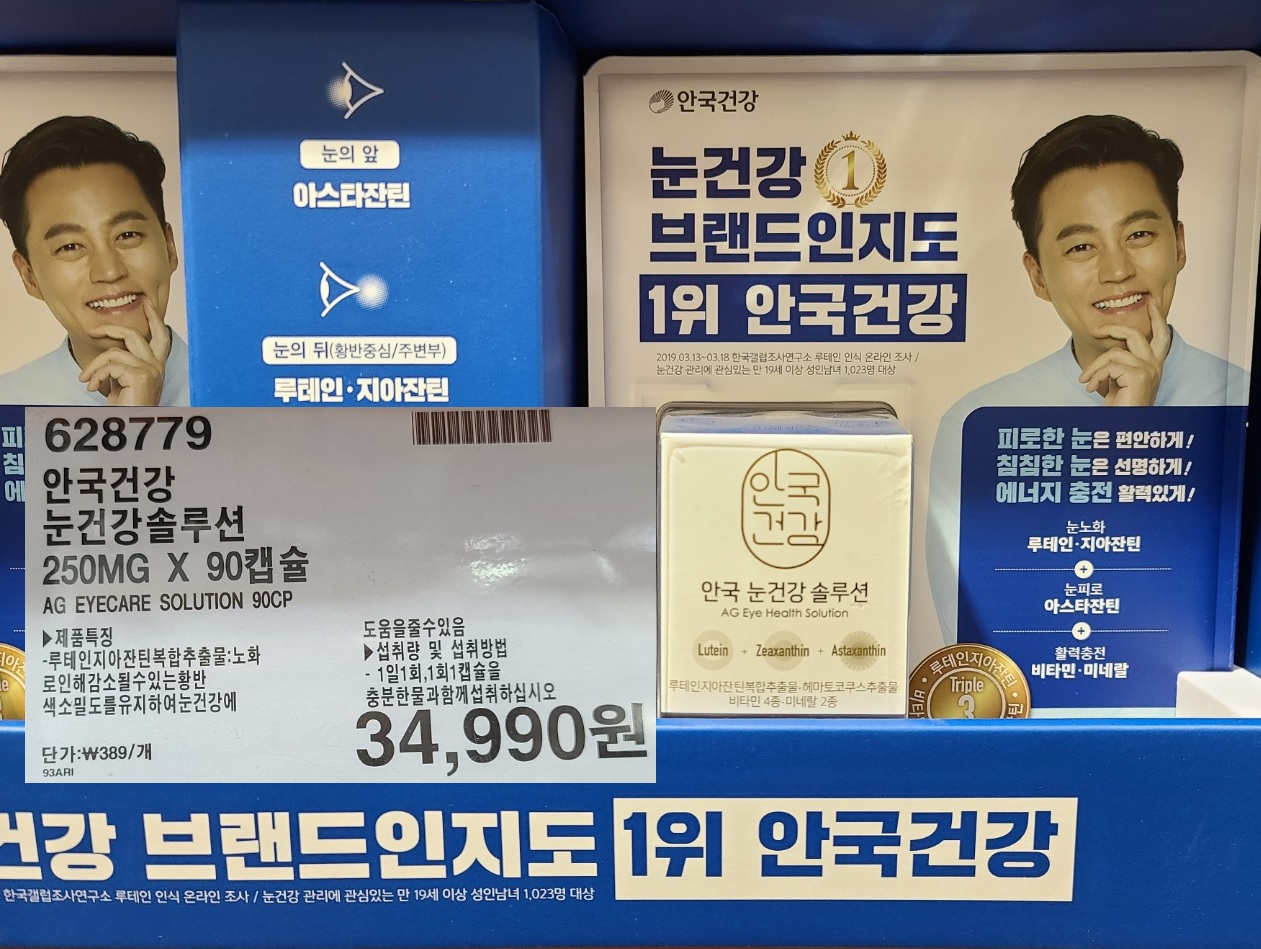 눈의 앞
아스타잔틴
눈의 뒤(황반중심/주변부)
루테인·지아잔틴
안국건강
눈건강 1
브랜드인지도
1위 안국건강
2019.03.13~03.18 한국갤럽조사연구소 루테인 인식 온라인 조사 /
눈건강 관리에 관심있는 만 19세 이상 성인남녀 1,023명 대상
피로한 눈은 편안하게!
침침한 눈은 선명하게!
에너지 충전 활력있게!
눈노화
루테인·지아잔틴
+
눈피로
아스타잔틴
+
활력충전
비타민·미네랄
루테인지아잔틴
Triple
3
안국
건강
안국 눈건강 솔루션
AG Eye Health Solution
Lutein + Zeaxanthin + Astaxanthin
루테인지아잔틴복합추출물·헤마토코쿠스추출물
비타민 4종·미네랄 2종
피
침
에
628779
안국건강
눈건강솔루션
250MG X 90캡슐
AG EYECARE SOLUTION 90CP
▶제품특징
-루테인지아잔틴복합추출물:노화
로인해감소될수있는황반
색소밀도를유지하여눈건강에
도움을줄수있음
▶섭취량 및 섭취방법
- 1일1회,1회1캡슐을
충분한물과함께섭취하십시오
34,990원
단가:₩389/개
93ARI
건강 브랜드인지도 1위 안국건강
한국갤럽조사연구소 루테인 인식 온라인 조사 / 눈건강 관리에 관심있는 만 19세 이상 성인남녀 1,023명 대상